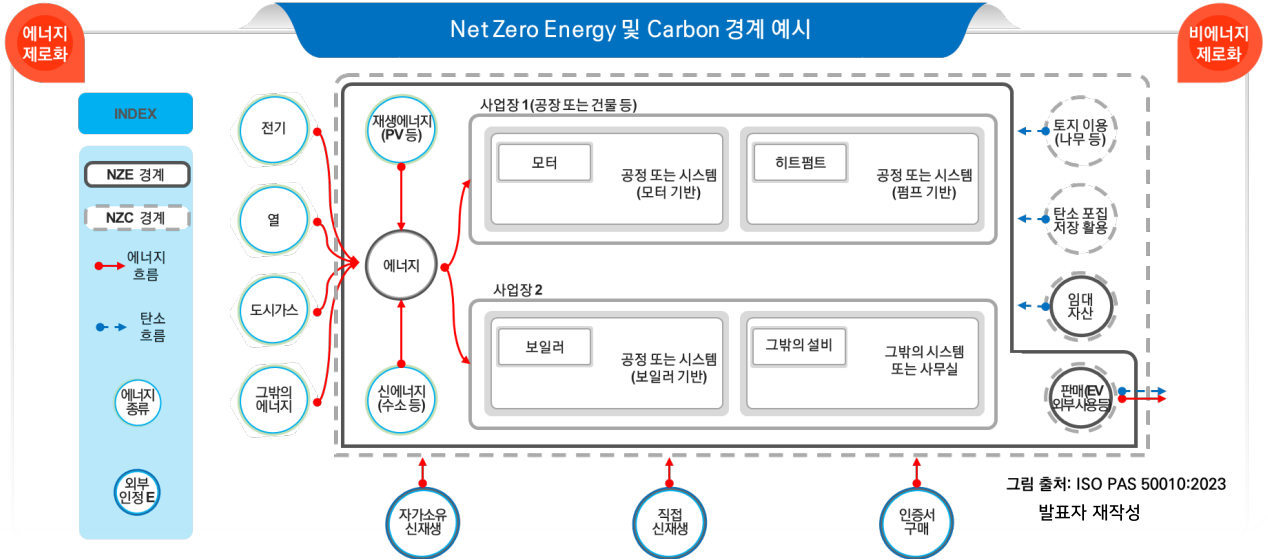 에너지
제로화
Net Zero Energy 및 Carbon 경계 예시
비에너지
제로화
INDEX
NZE 경계
NZC 경계
에너지
흐름
탄소
흐름
에너지
종류
외부
인정 E
전기
열
도시가스
그밖의
에너지
재생에너지
(PV 등)
에너지
신에너지
(수소 등)
사업장 1(공장 또는 건물 등)
모터
공정 또는 시스템
(모터 기반)
히트펌트
공정 또는 시스템
(펌프 기반)
사업장 2
보일러
공정 또는 시스템
(보일러 기반)
그밖의 설비
그밖의 시스템
또는 사무실
토지 이용
(나무 등)
탄소 포집
저장 활용
임대
자산
판매(EV
외부사용등)
자가소유
신재생
직접
신재생
인증서
구매
그림 출처: ISO PAS 50010:2023
발표자 재작성